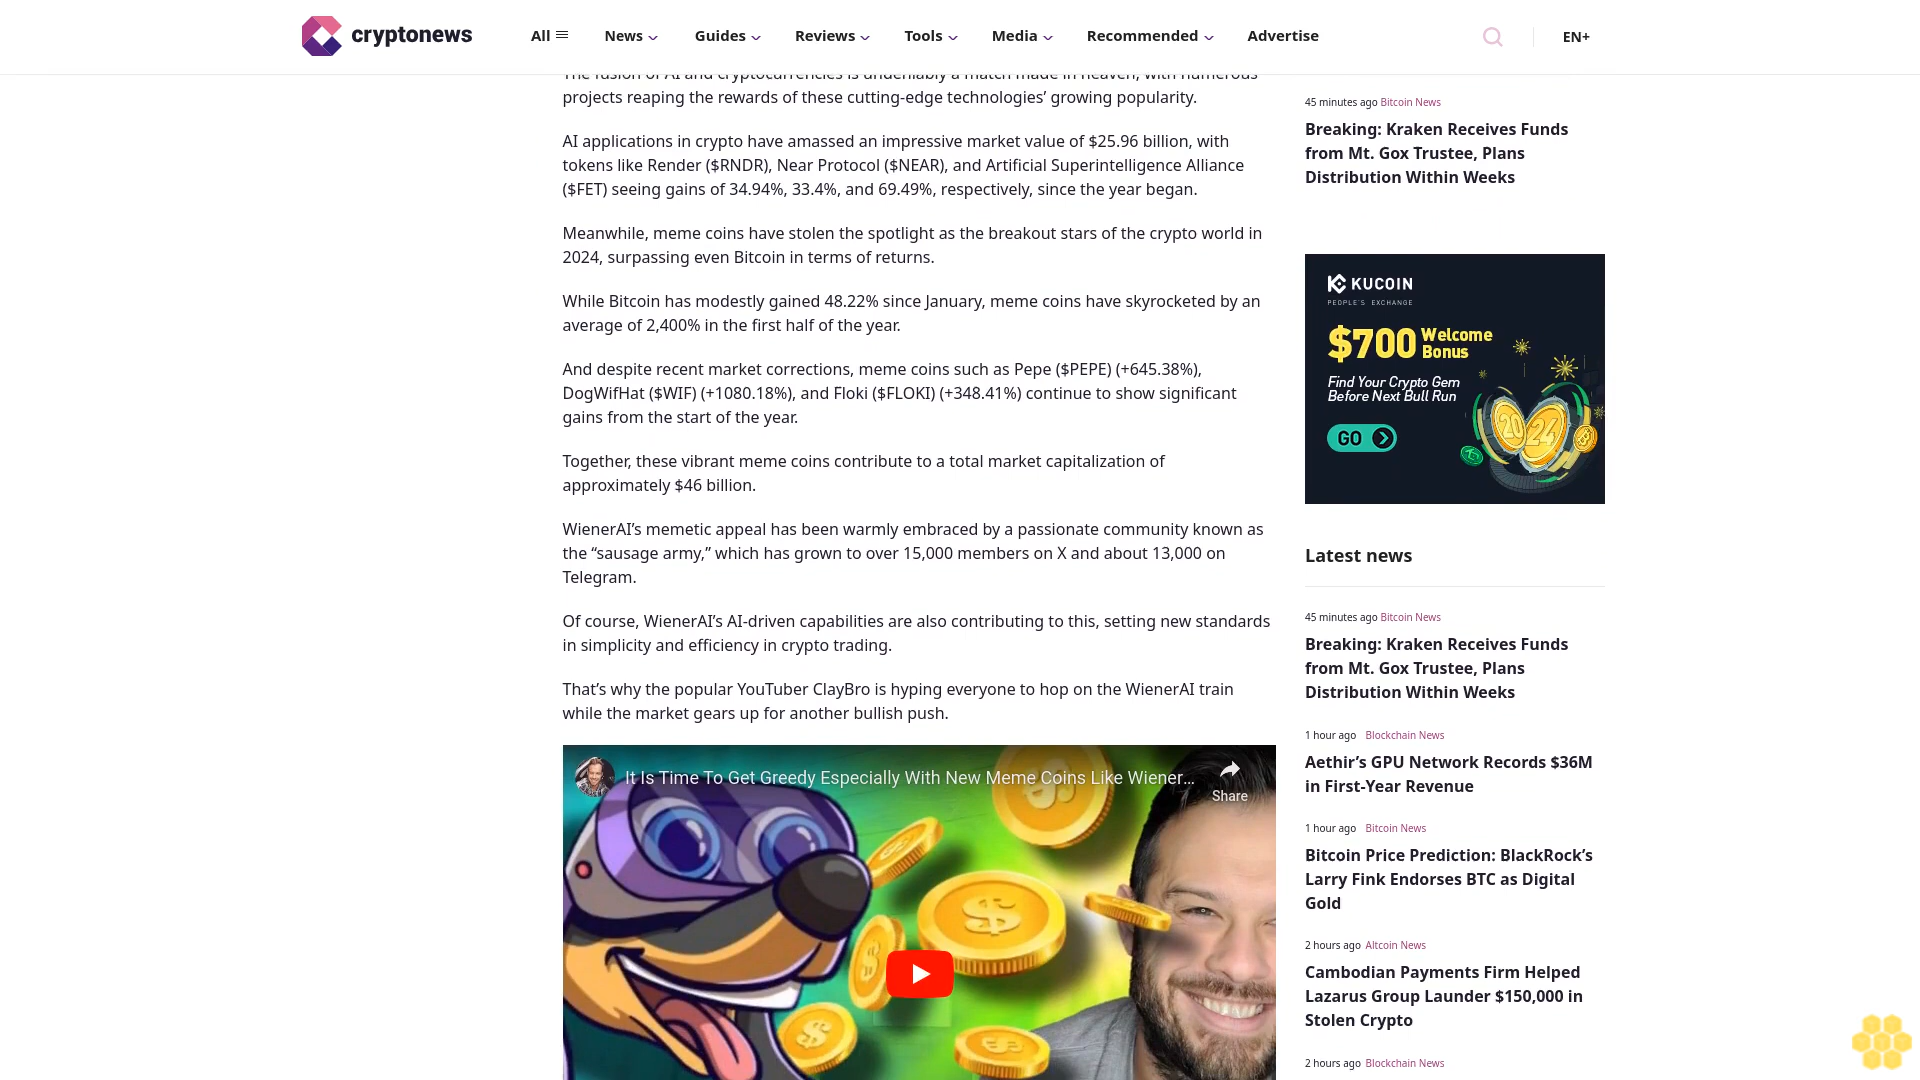 cryptonews
All
News
Guides
Reviews
Tools
Media
Recommended
Advertise
EN+
The fusion of AI and cryptocurrencies is undeniably a match made in heaven, with numerous
projects reaping the rewards of these cutting-edge technologies’ growing popularity.
AI applications in crypto have amassed an impressive market value of $25.96 billion, with
tokens like Render ($RNDR), Near Protocol ($NEAR), and Artificial Superintelligence Alliance
($FET) seeing gains of 34.94%, 33.4%, and 69.49%, respectively, since the year began.
Meanwhile, meme coins have stolen the spotlight as the breakout stars of the crypto world in
2024, surpassing even Bitcoin in terms of returns.
While Bitcoin has modestly gained 48.22% since January, meme coins have skyrocketed by an
average of 2,400% in the first half of the year.
And despite recent market corrections, meme coins such as Pepe ($PEPE) (+645.38%),
DogWifHat ($WIF) (+1080.18%), and Floki ($FLOKI) (+348.41%) continue to show significant
gains from the start of the year.
Together, these vibrant meme coins contribute to a total market capitalization of
approximately $46 billion.
WienerAI’s memetic appeal has been warmly embraced by a passionate community known as
the “sausage army,” which has grown to over 15,000 members on X and about 13,000 on
Telegram.
Of course, WienerAI’s AI-driven capabilities are also contributing to this, setting new standards
in simplicity and efficiency in crypto trading.
That’s why the popular YouTuber ClayBro is hyping everyone to hop on the WienerAI train
while the market gears up for another bullish push.
It Is Time To Get Greedy Especially With New Meme Coins Like Wiener...
Share
45 minutes ago Bitcoin News
Breaking: Kraken Receives Funds
from Mt. Gox Trustee, Plans
Distribution Within Weeks
KUCOIN
PEOPLE'S EXCHANGE
$700 Welcome
Bonus
Find Your Crypto Gem
Before Next Bull Run
GO
20
24
Latest news
45 minutes ago Bitcoin News
Breaking: Kraken Receives Funds
from Mt. Gox Trustee, Plans
Distribution Within Weeks
1 hour ago Blockchain News
Aethir’s GPU Network Records $36M
in First-Year Revenue
1 hour ago Bitcoin News
Bitcoin Price Prediction: BlackRock’s
Larry Fink Endorses BTC as Digital
Gold
2 hours ago Altcoin News
Cambodian Payments Firm Helped
Lazarus Group Launder $150,000 in
Stolen Crypto
2 hours ago Blockchain News